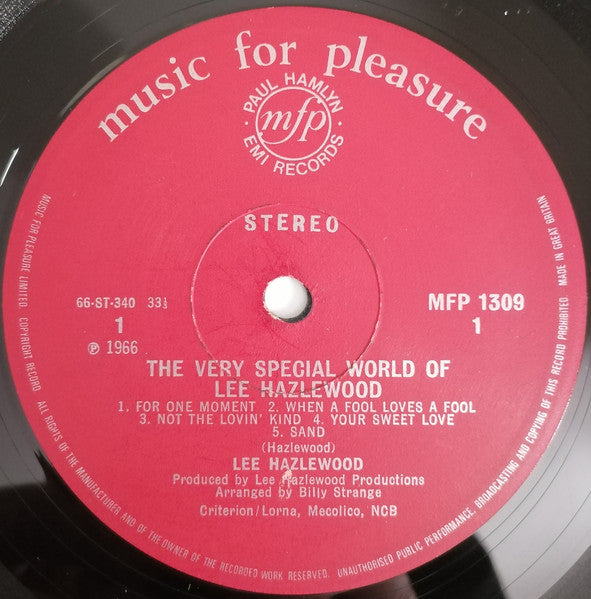 music for pleasure
· PAUL HAMLYN ·
mfp
EMI RECORDS
STEREO
66-ST-340 33⅓
MFP 1309
1
1
℗ 1966
THE VERY SPECIAL WORLD OF
LEE HAZLEWOOD
1. FOR ONE MOMENT 2. WHEN A FOOL LOVES A FOOL
3. NOT THE LOVIN' KIND 4. YOUR SWEET LOVE
5. SAND
(Hazlewood)
LEE HAZLEWOOD
Produced by Lee Hazlewood Productions
Arranged by Billy Strange
Criterion/Lorna, Mecolico, NCB
MUSIC FOR PLEASURE LIMITED. COPYRIGHT RECORD. ALL RIGHTS OF THE MANUFACTURER AND OF THE OWNER OF THE RECORDED WORK RESERVED. UNAUTHORISED PUBLIC PERFORMANCE, BROADCASTING AND COPYING OF THIS RECORD PROHIBITED. MADE IN GREAT BRITAIN